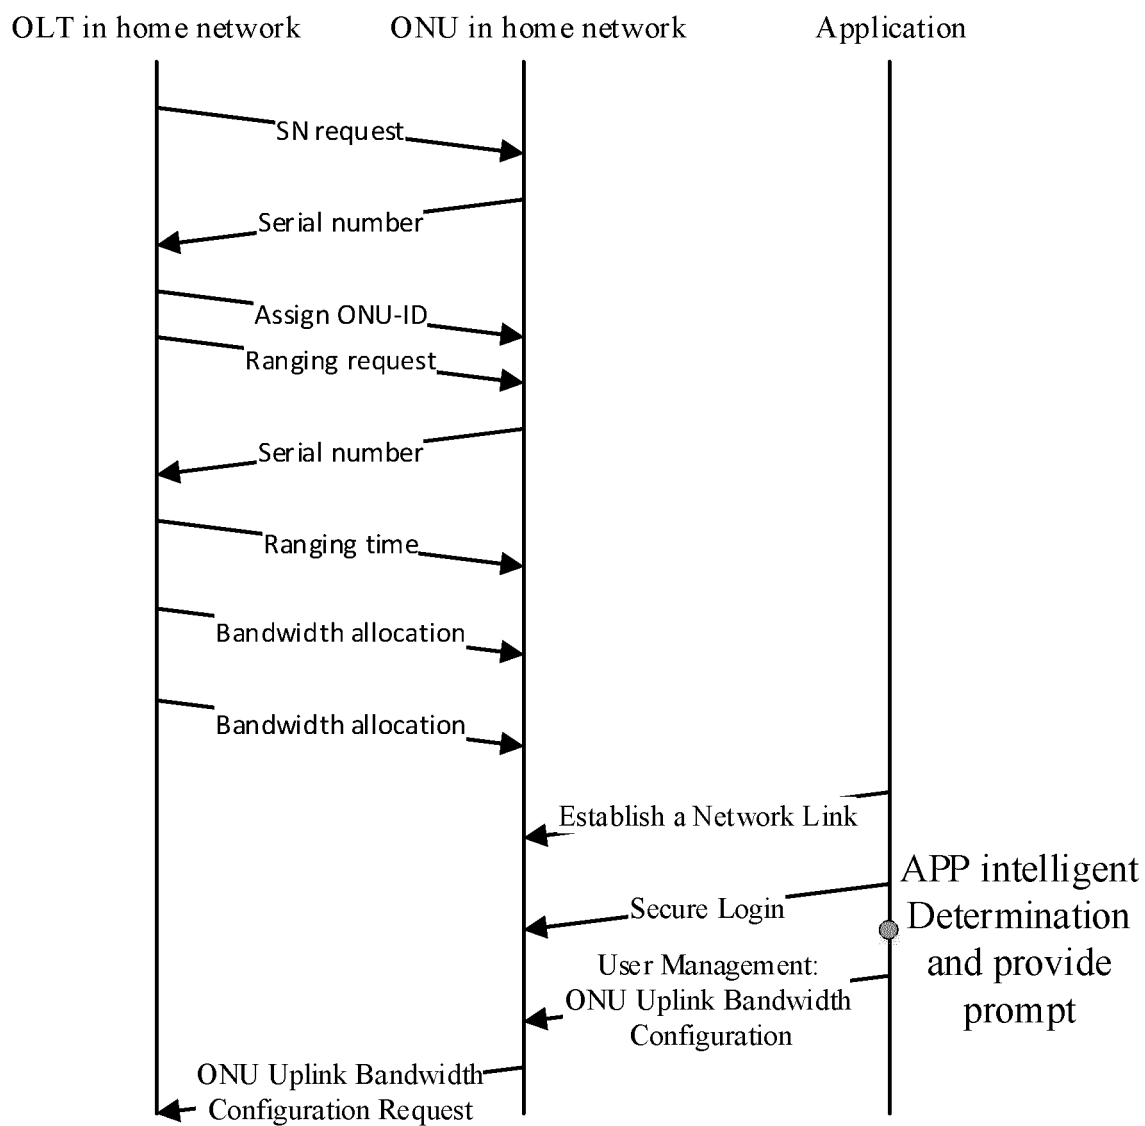 OLT in home network
ONU in home network
Application
SN request
Serial number
Assign ONU-ID
Ranging request
Serial number
Ranging time
Bandwidth allocation
Bandwidth allocation
Establish a Network Link
Secure Login
APP intelligent
Determination
and provide
prompt
User Management:
ONU Uplink Bandwidth
Configuration
ONU Uplink Bandwidth
Configuration Request